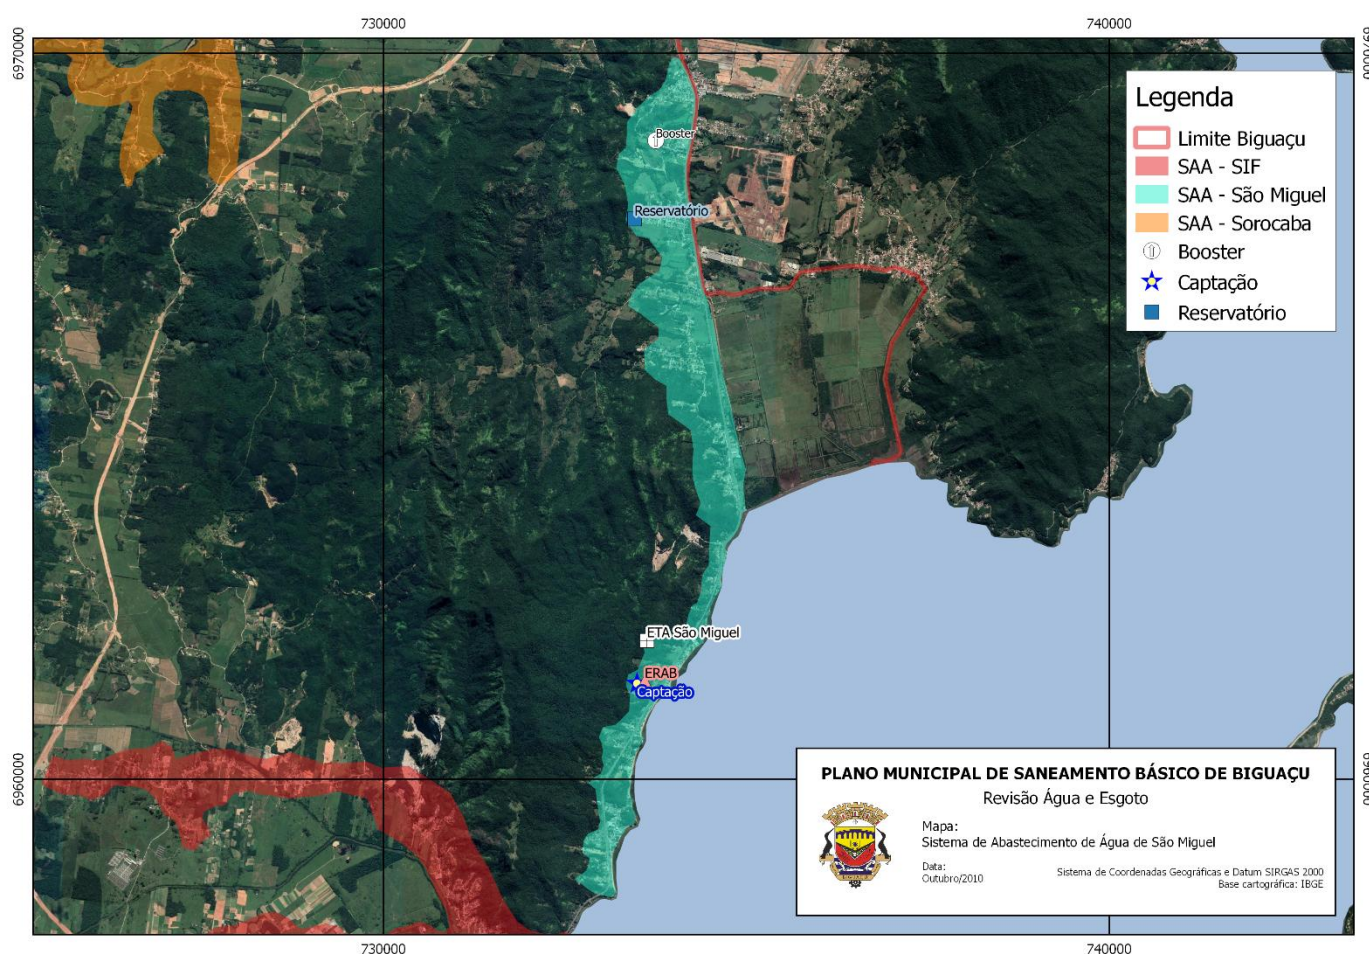 730000
740000
6970000
6970000
Legenda
Limite Biguaçu
SAA - SIF
SAA - São Miguel
SAA - Sorocaba
Booster
Captação
Reservatório
Booster
Reservatório
ETA São Miguel
ERAB
Captação
6960000
6960000
PLANO MUNICIPAL DE SANEAMENTO BÁSICO DE BIGUAÇU
Revisão Água e Esgoto
Mapa:
Sistema de Abastecimento de Água de São Miguel
Data:
Outubro/2010
Sistema de Coordenadas Geográficas e Datum SIRGAS 2000
Base cartográfica: IBGE
730000
740000